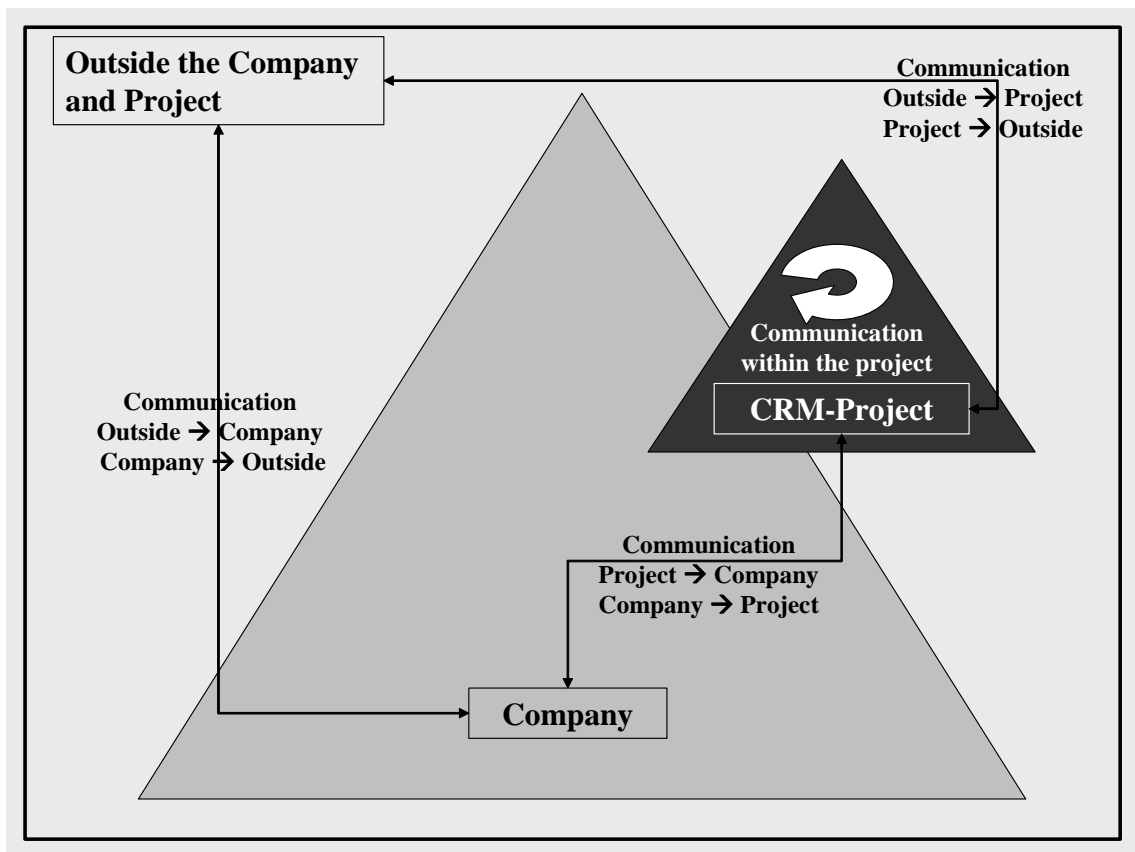 Outside the Company
and Project
Communication
Outside → Project
Project → Outside
Communication
within the project
CRM-Project
Communication
Outside → Company
Company → Outside
Communication
Project → Company
Company → Project
Company